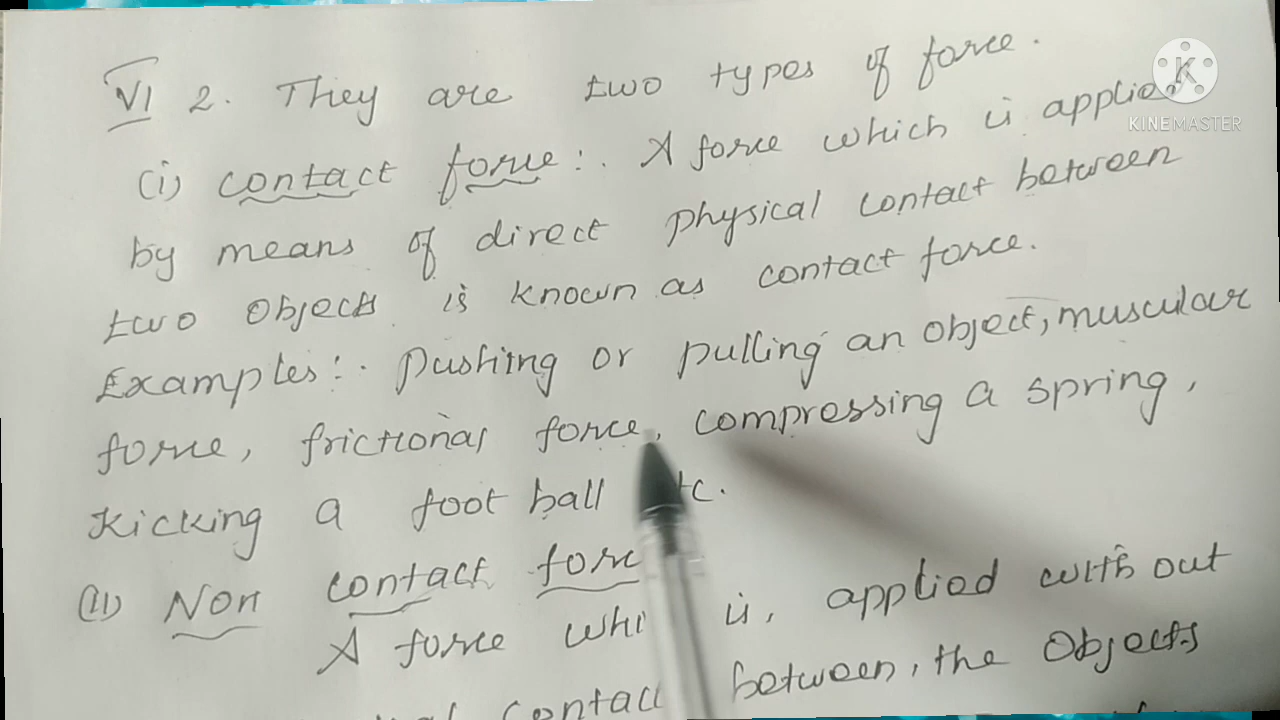 VI 2. They are two types of force.
(i) contact force:. A force which is applied
by means of direct physical contact between
two objects is known as contact force.
Examples:. Pushing or pulling an object, muscular
force, frictional force, compressing a spring,
kicking a foot ball
(ii) Non contact
A force is, applied with out
between, the Objects
K
KINEMASTER